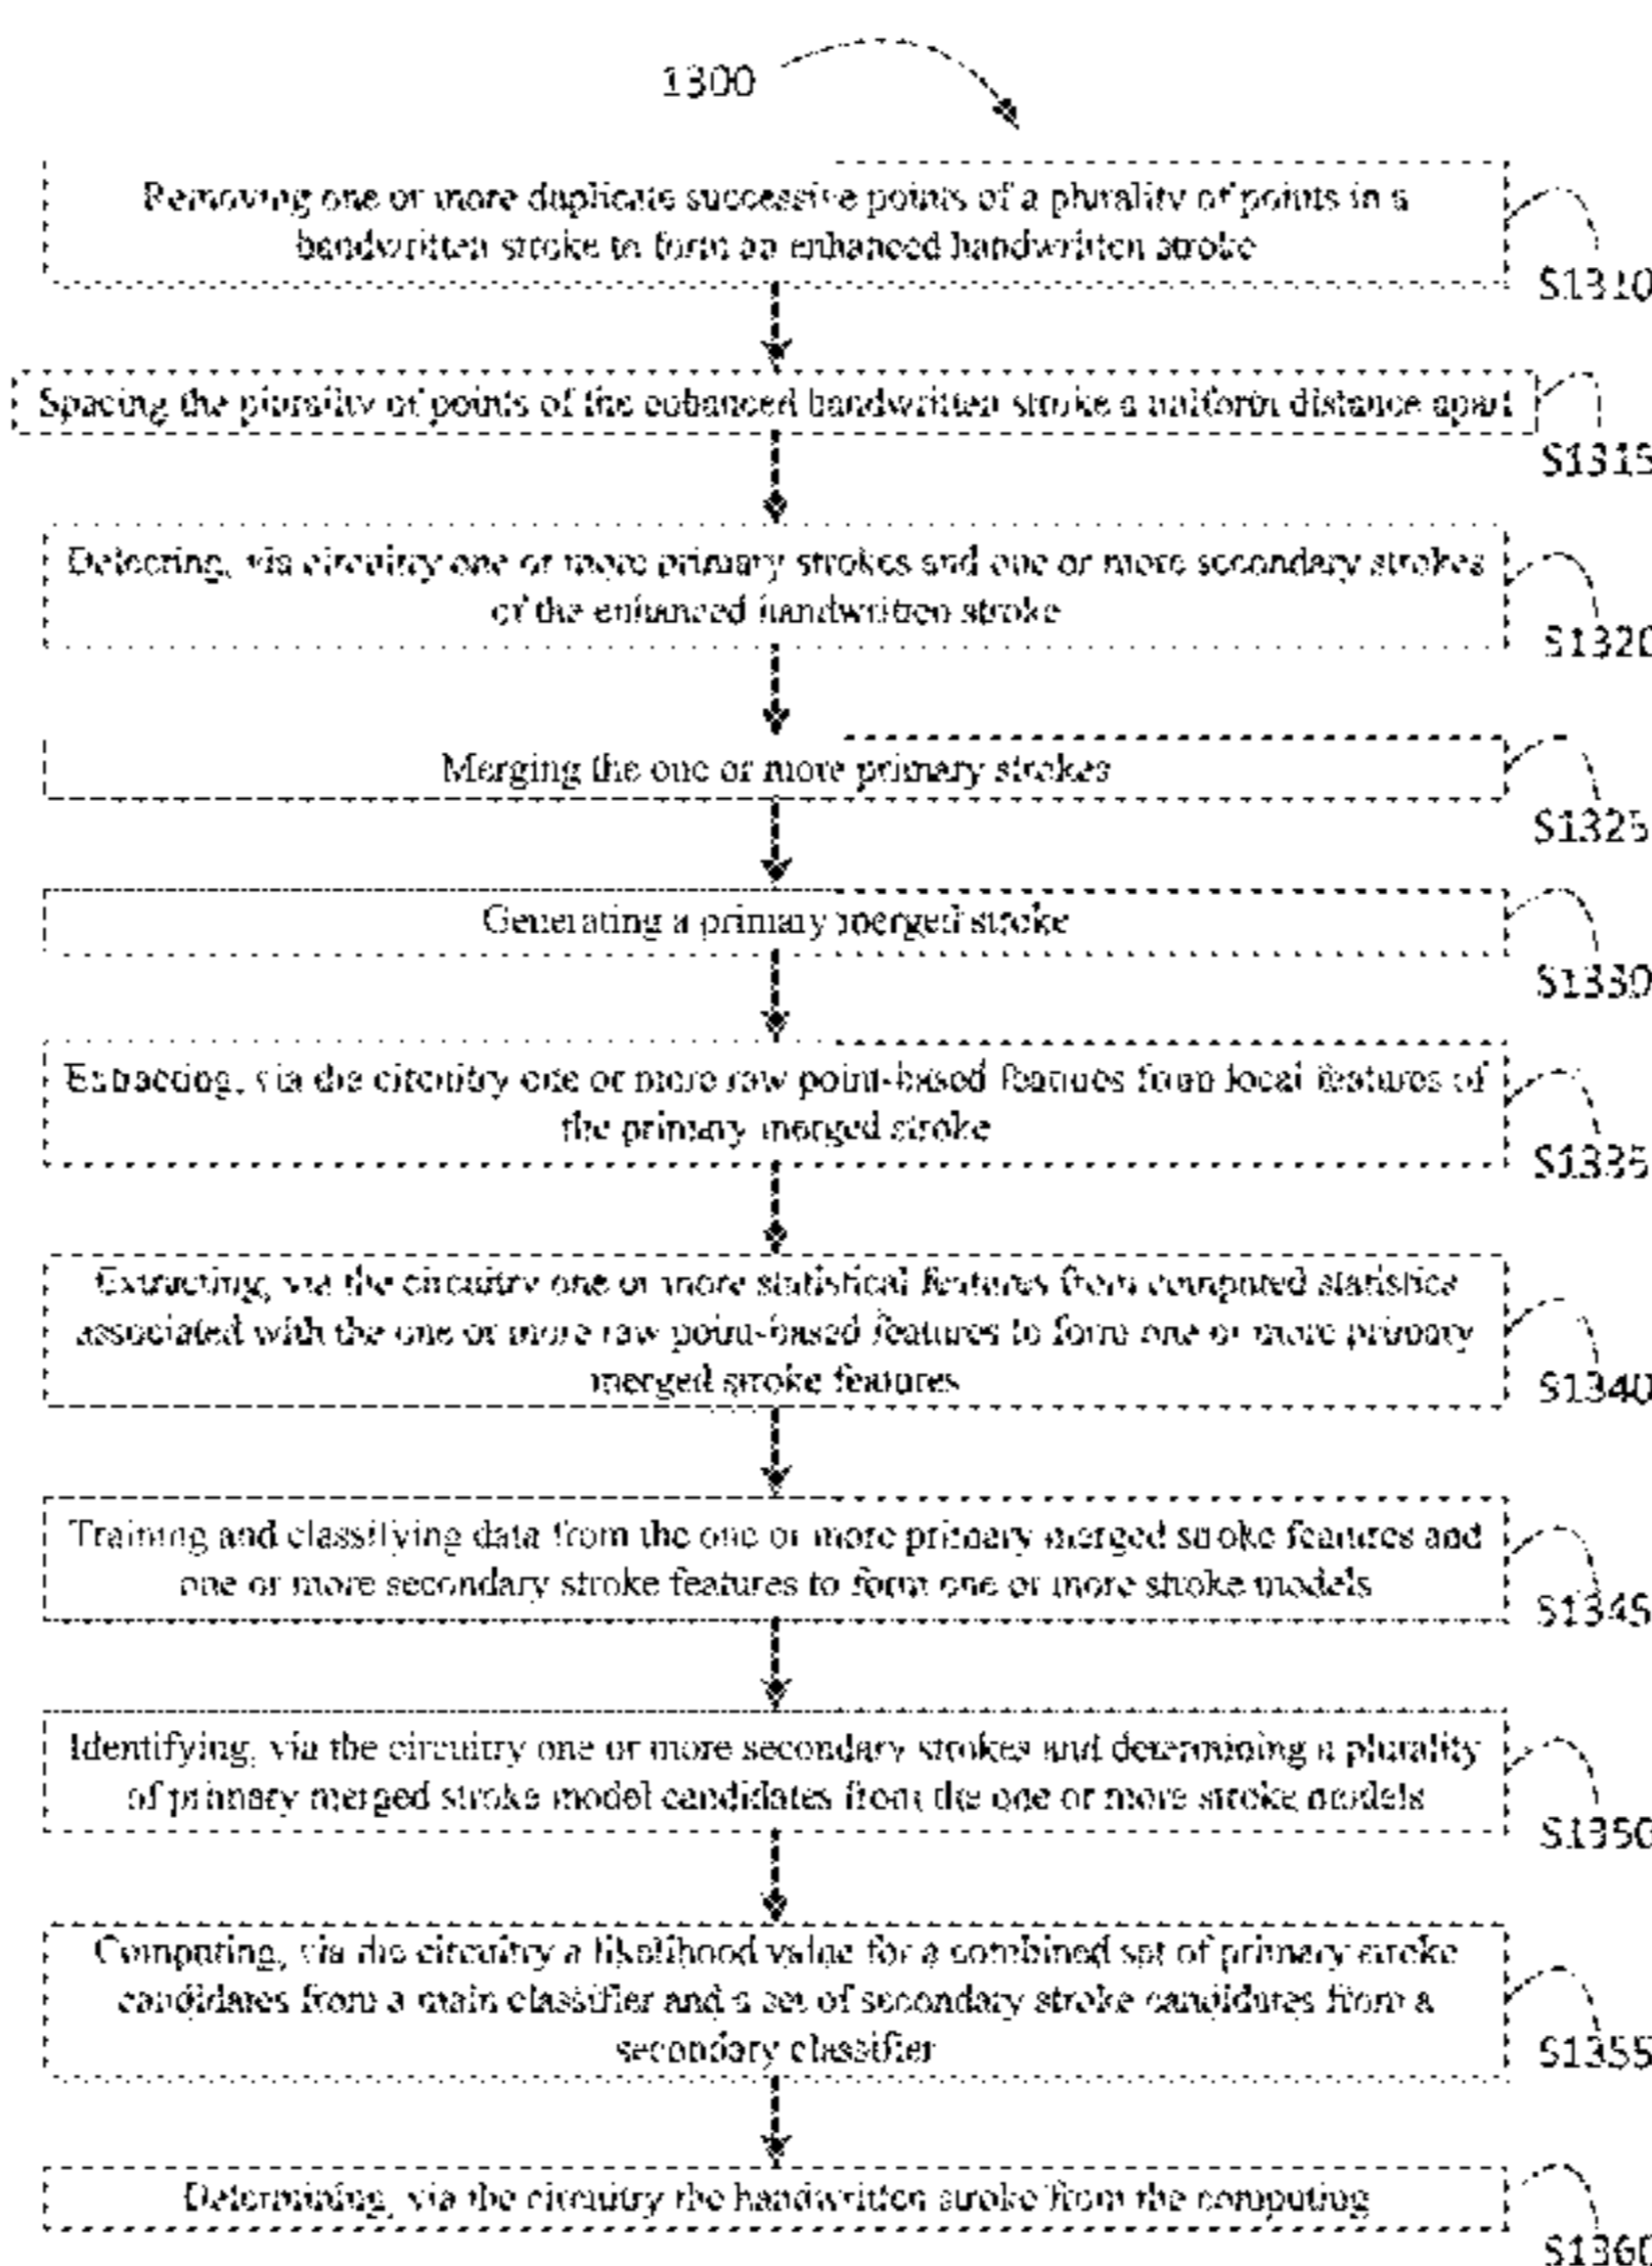 1300
Removing one or more duplicate successive points of a plurality of points in a
handwritten stroke to form an enhanced handwritten stroke
S1310
Spacing the plurality of points of the enhanced handwritten stroke a uniform distance apart
S1315
Detecting, via circuitry one or more primary strokes and one or more secondary strokes
of the enhanced handwritten stroke
S1320
Merging the one or more primary strokes
S1325
Generating a primary merged stroke
S1330
Extracting, via the circuitry one or more raw point-based features from local features of
the primary merged stroke
S1335
Extracting, via the circuitry one or more statistical features from computed statistics
associated with the one or more raw point-based features to form one or more primary
merged stroke features
S1340
Training and classifying data from the one or more primary merged stroke features and
one or more secondary stroke features to form one or more stroke models
S1345
Identifying, via the circuitry one or more secondary strokes and determining a plurality
of primary merged stroke model candidates from the one or more stroke models
S1350
Computing, via the circuitry a likelihood value for a combined set of primary stroke
candidates from a main classifier and a set of secondary stroke candidates from a
secondary classifier
S1355
Determining, via the circuitry the handwritten stroke from the computing
S1360